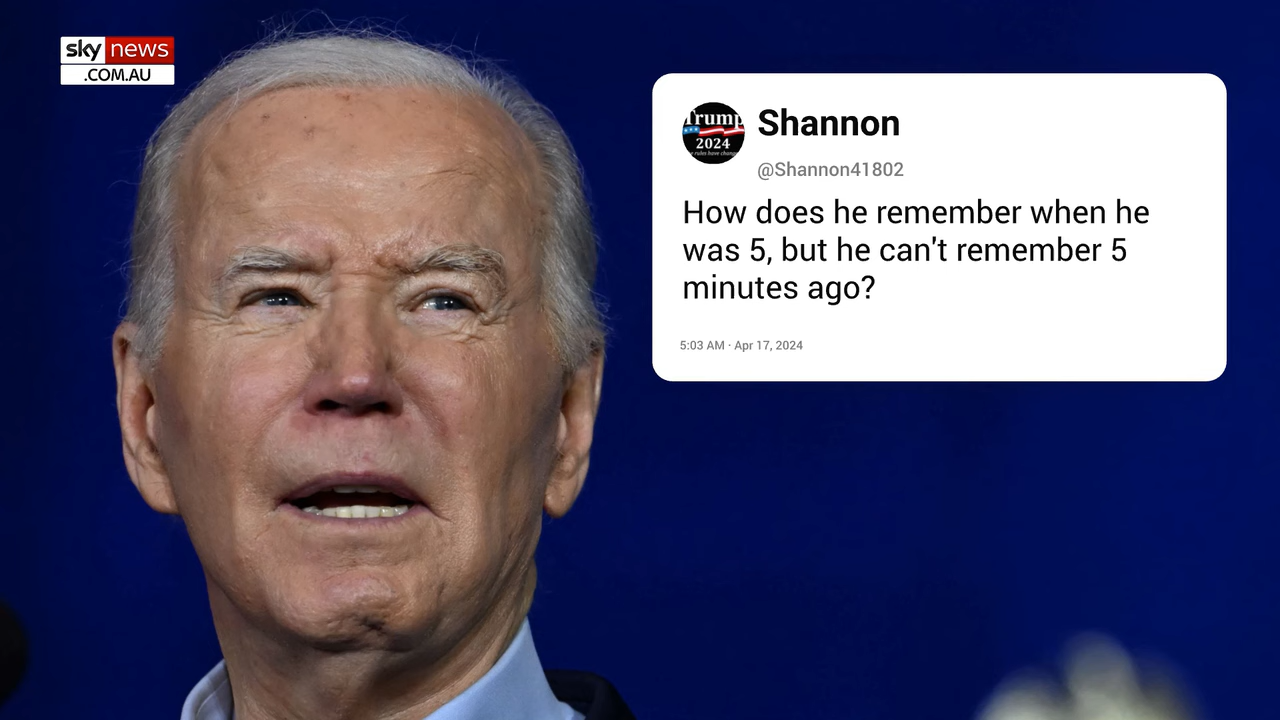 sky news
.COM.AU
Trump
2024
Shannon
@Shannon41802
How does he remember when he
was 5, but he can't remember 5
minutes ago?
5:03 AM · Apr 17, 2024